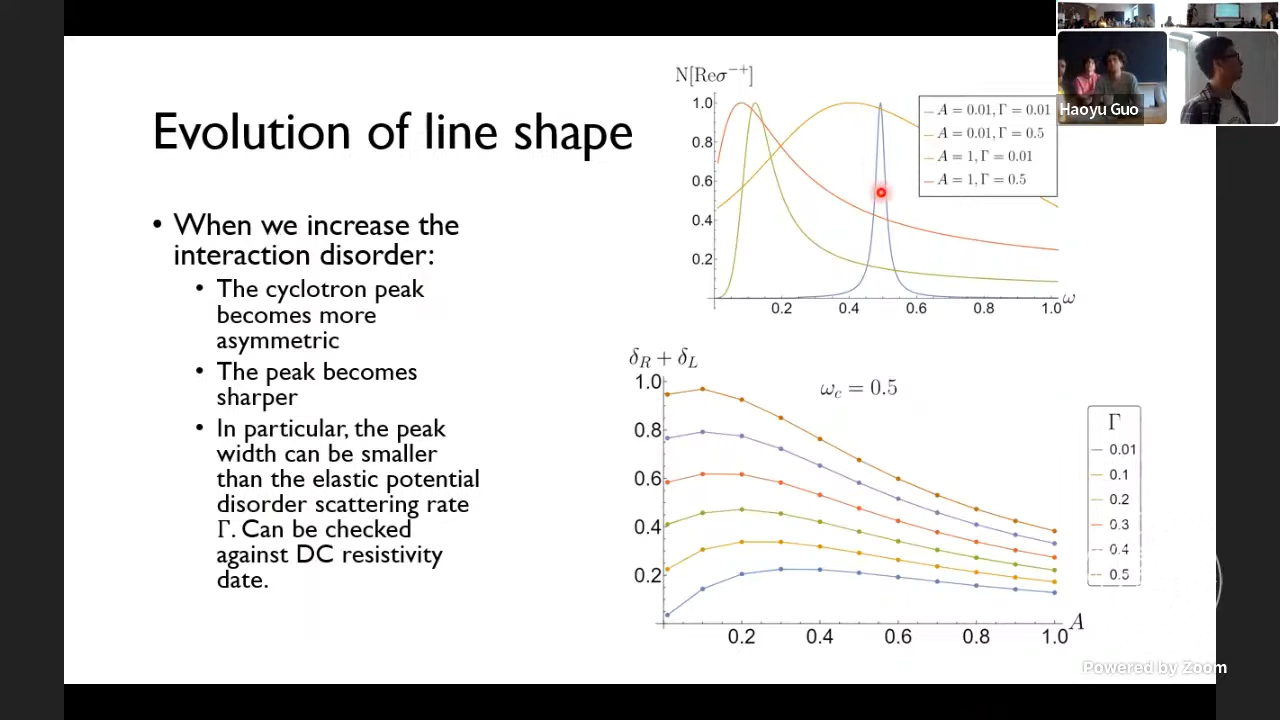 Evolution of line shape
• When we increase the
interaction disorder:
• The cyclotron peak
becomes more
asymmetric
• The peak becomes
sharper
• In particular, the peak
width can be smaller
than the elastic potential
disorder scattering rate
Γ. Can be checked
against DC resistivity
date.
N[Reσ⁻⁺]
1.0
0.8
0.6
0.4
0.2
0.2 0.4 0.6 0.8 1.0 ω
A = 0.01, Γ = 0.01
A = 0.01, Γ = 0.5
A = 1, Γ = 0.01
A = 1, Γ = 0.5
Haoyu Guo
δR + δL
ωc = 0.5
1.0
0.8
0.6
0.4
0.2
0.2 0.4 0.6 0.8 1.0 A
Γ
0.01
0.1
0.2
0.3
0.4
0.5
Powered by Zoom